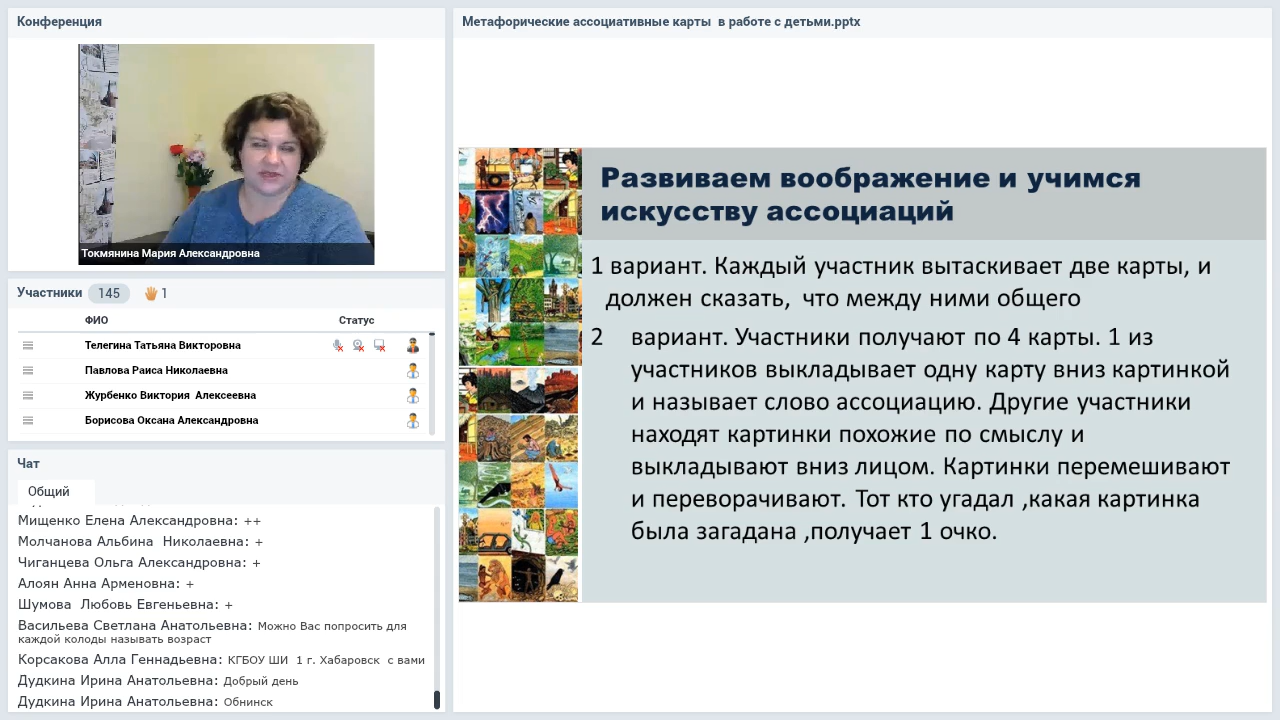 Конференция
Токмянина Мария Александровна
Участники 145 1
ФИО Статус
Телегина Татьяна Викторовна
Павлова Раиса Николаевна
Журбенко Виктория Алексеевна
Борисова Оксана Александровна
Чат
Общий
Мищенко Елена Александровна: ++
Молчанова Альбина Николаевна: +
Чиганцева Ольга Александровна: +
Алоян Анна Арменовна: +
Шумова Любовь Евгеньевна: +
Васильева Светлана Анатольевна: Можно Вас попросить для
каждой колоды называть возраст
Корсакова Алла Геннадьевна: КГБОУ ШИ 1 г. Хабаровск с вами
Дудкина Ирина Анатольевна: Добрый день
Дудкина Ирина Анатольевна: Обнинск
Метафорические ассоциативные карты в работе с детьми.pptx
Развиваем воображение и учимся
искусству ассоциаций
1 вариант. Каждый участник вытаскивает две карты, и
должен сказать, что между ними общего
2 вариант. Участники получают по 4 карты. 1 из
участников выкладывает одну карту вниз картинкой
и называет слово ассоциацию. Другие участники
находят картинки похожие по смыслу и
выкладывают вниз лицом. Картинки перемешивают
и переворачивают. Тот кто угадал ,какая картинка
была загадана ,получает 1 очко.